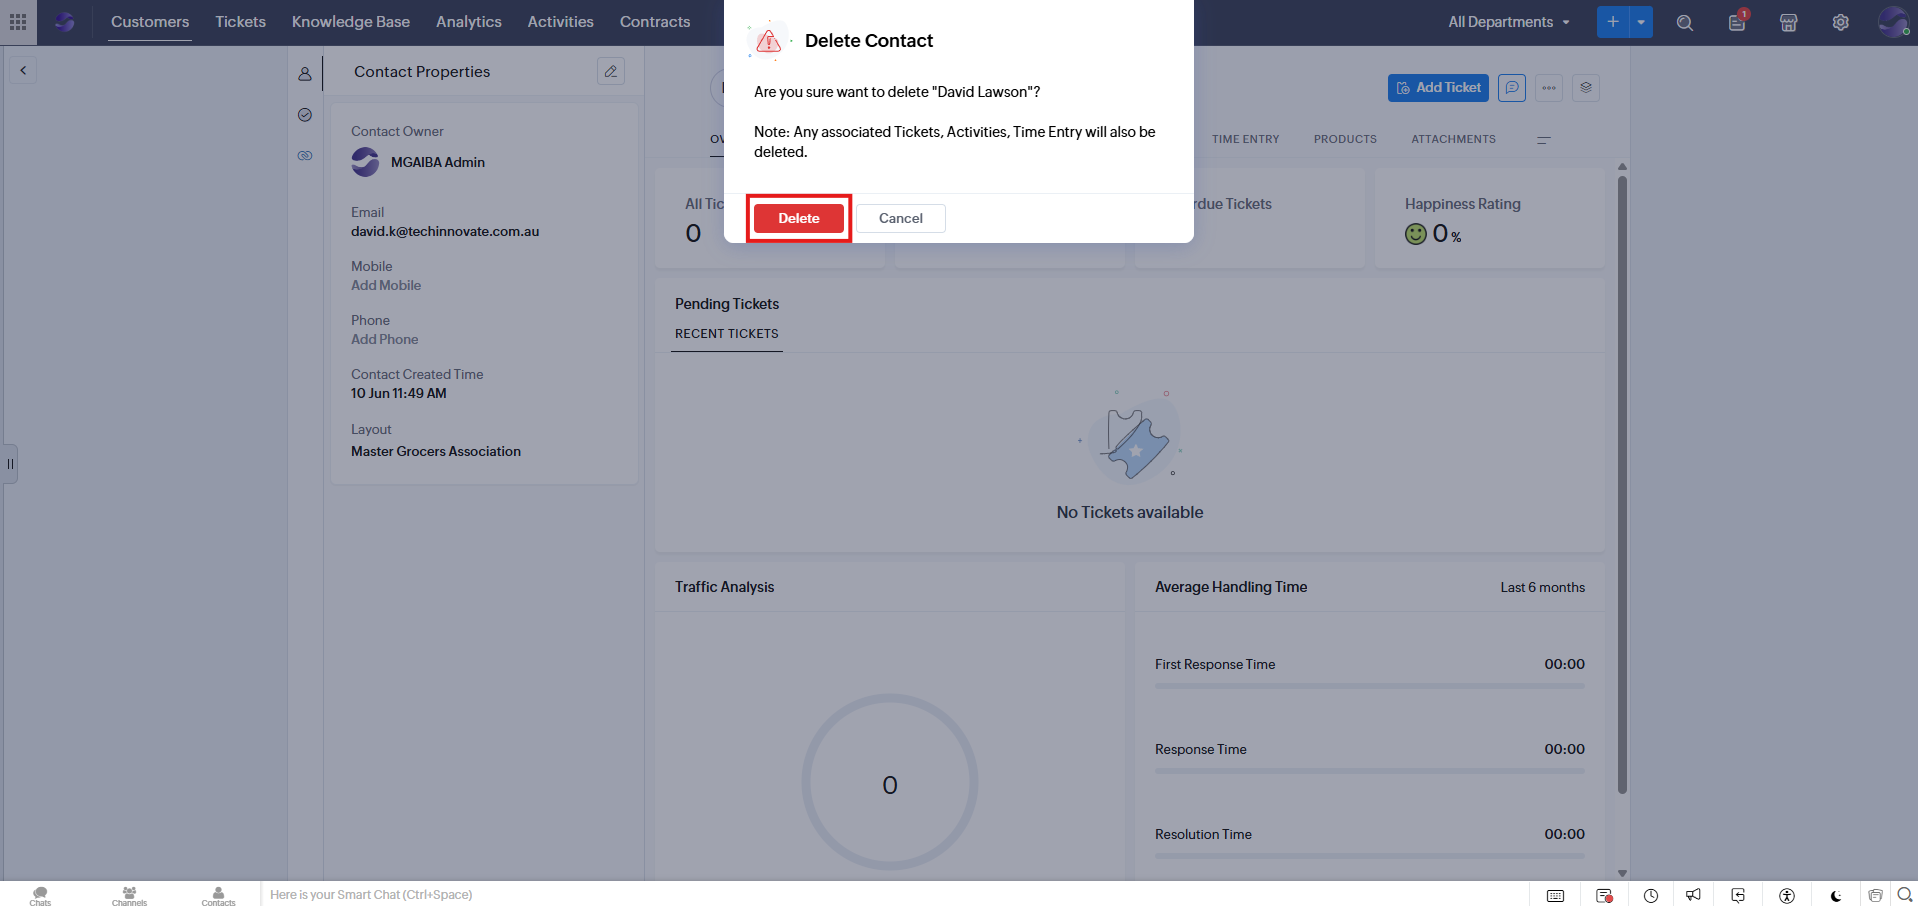 Customers Tickets Knowledge Base Analytics Activities Contracts All Departments 1
Delete Contact
Are you sure want to delete "David Lawson"?
Note: Any associated Tickets, Activities, Time Entry will also be
deleted.
Delete Cancel
Contact Properties
Contact Owner
MGAIBA Admin
Email
david.k@techinnovate.com.au
Mobile
Add Mobile
Phone
Add Phone
Contact Created Time
10 Jun 11:49 AM
Layout
Master Grocers Association
Add Ticket
TIME ENTRY PRODUCTS ATTACHMENTS
All Tic
0
rdue Tickets
Happiness Rating
0 %
Pending Tickets
RECENT TICKETS
No Tickets available
Traffic Analysis
0
Average Handling Time Last 6 months
First Response Time 00:00
Response Time 00:00
Resolution Time 00:00
Chats Channels Contacts Here is your Smart Chat (Ctrl+Space)